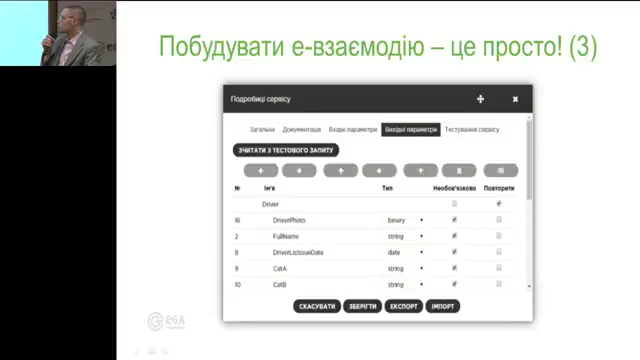 Побудувати е-взаємодію – це просто! (3)
Подробиці сервісу
Загальна Документація Вхідні параметри Вихідні параметри Тестування сервісу
ЗЧИТАТИ З ТЕСТОВОГО ЗАПИТУ
№ Ім'я Тип Необов'язково Повторити
Driver
16 DriverPhoto binary
2 FullName string
8 DriverLicIssueDate date
9 CatA string
10 CatB string
СКАСУВАТИ ЗБЕРІГТИ ЕКСПОРТ ІМПОРТ